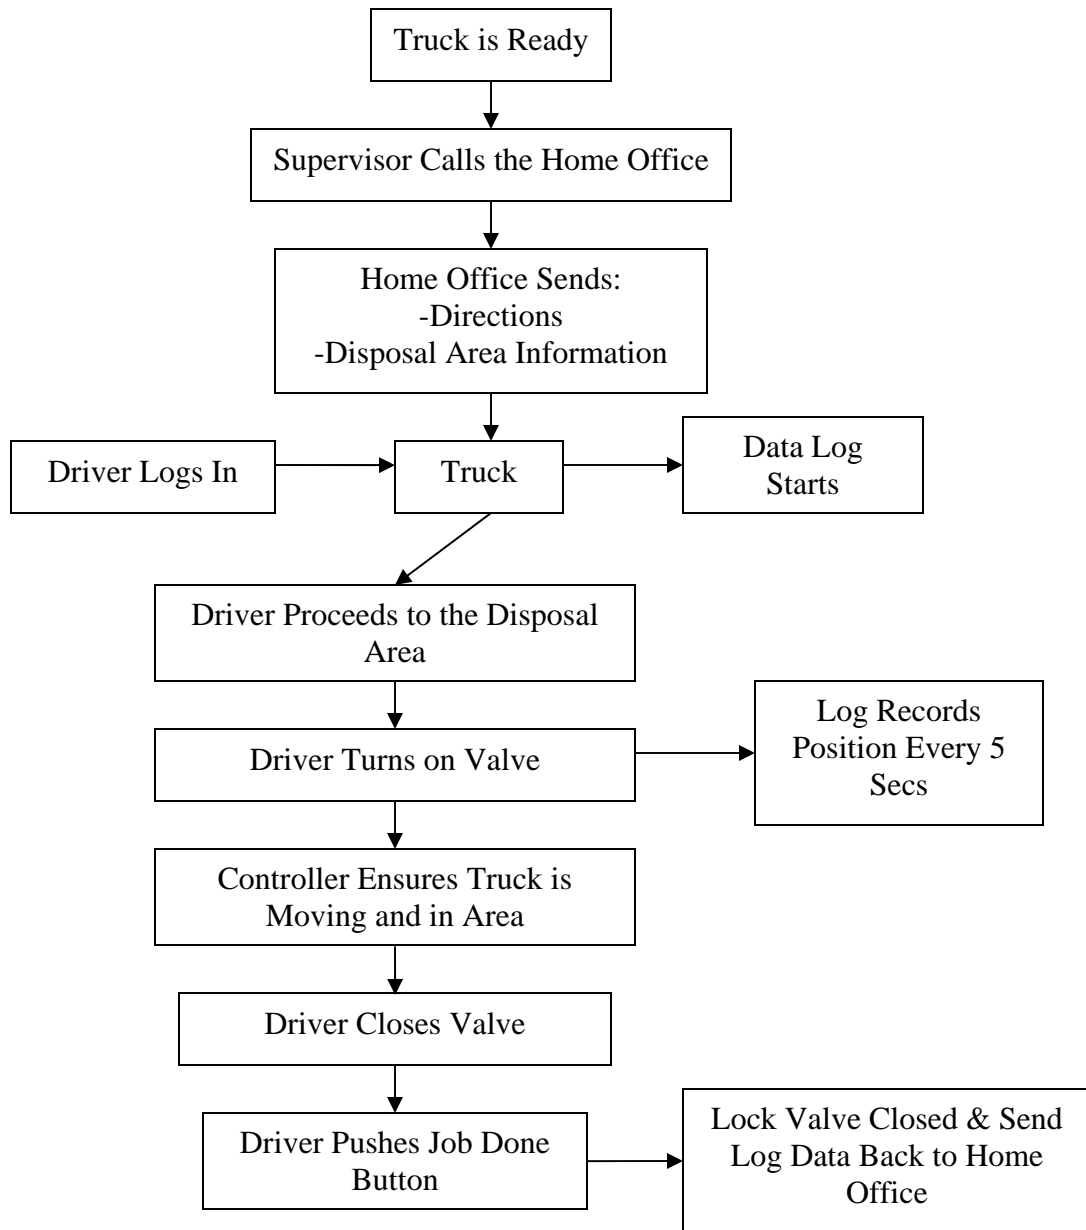 Truck is Ready
Supervisor Calls the Home Office
Home Office Sends:
-Directions
-Disposal Area Information
Driver Logs In
Truck
Data Log
Starts
Driver Proceeds to the Disposal
Area
Driver Turns on Valve
Log Records
Position Every 5
Secs
Controller Ensures Truck is
Moving and in Area
Driver Closes Valve
Driver Pushes Job Done
Button
Lock Valve Closed & Send
Log Data Back to Home
Office